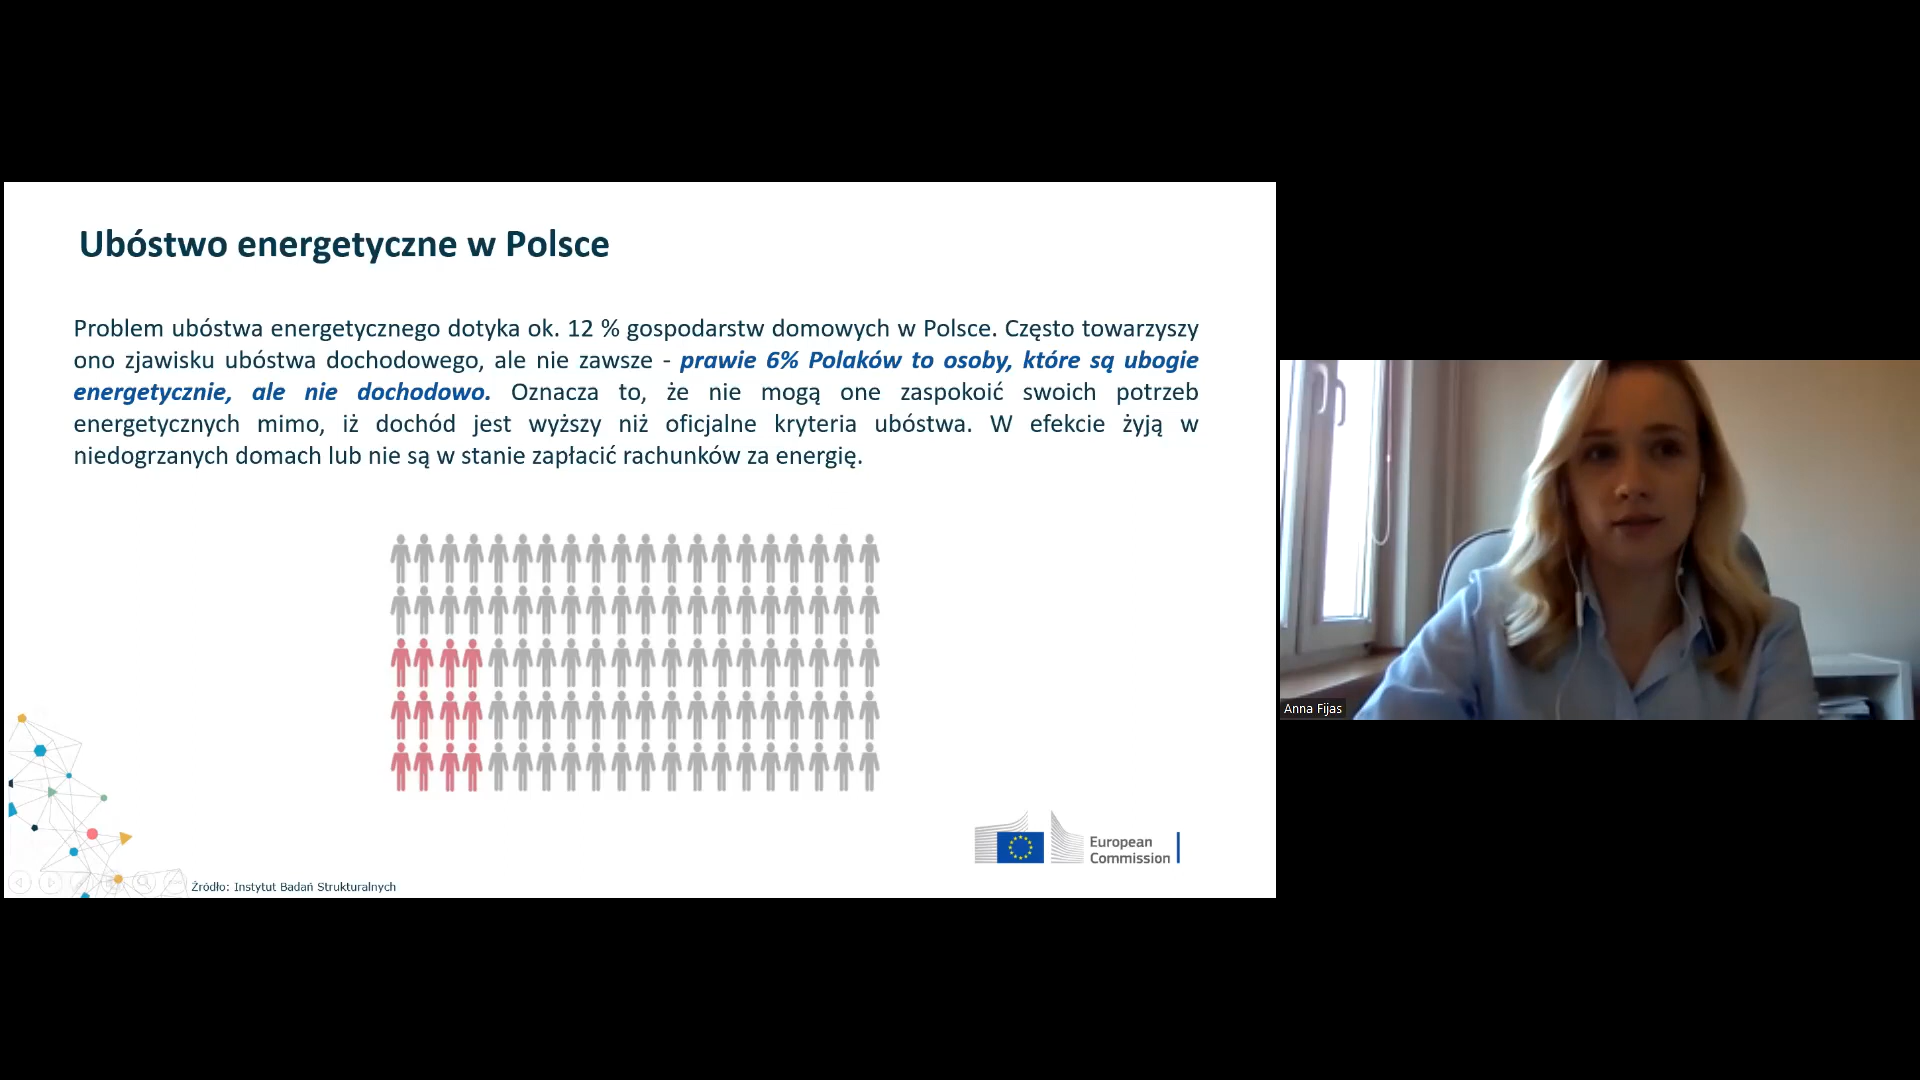 Ubóstwo energetyczne w Polsce
Problem ubóstwa energetycznego dotyka ok. 12 % gospodarstw domowych w Polsce. Często towarzyszy
ono zjawisku ubóstwa dochodowego, ale nie zawsze - prawie 6% Polaków to osoby, które są ubogie
energetycznie, ale nie dochodowo. Oznacza to, że nie mogą one zaspokoić swoich potrzeb
energetycznych mimo, iż dochód jest wyższy niż oficjalne kryteria ubóstwa. W efekcie żyją w
niedogrzanych domach lub nie są w stanie zapłacić rachunków za energię.
European
Commission
Źródło: Instytut Badań Strukturalnych
Anna Fijas